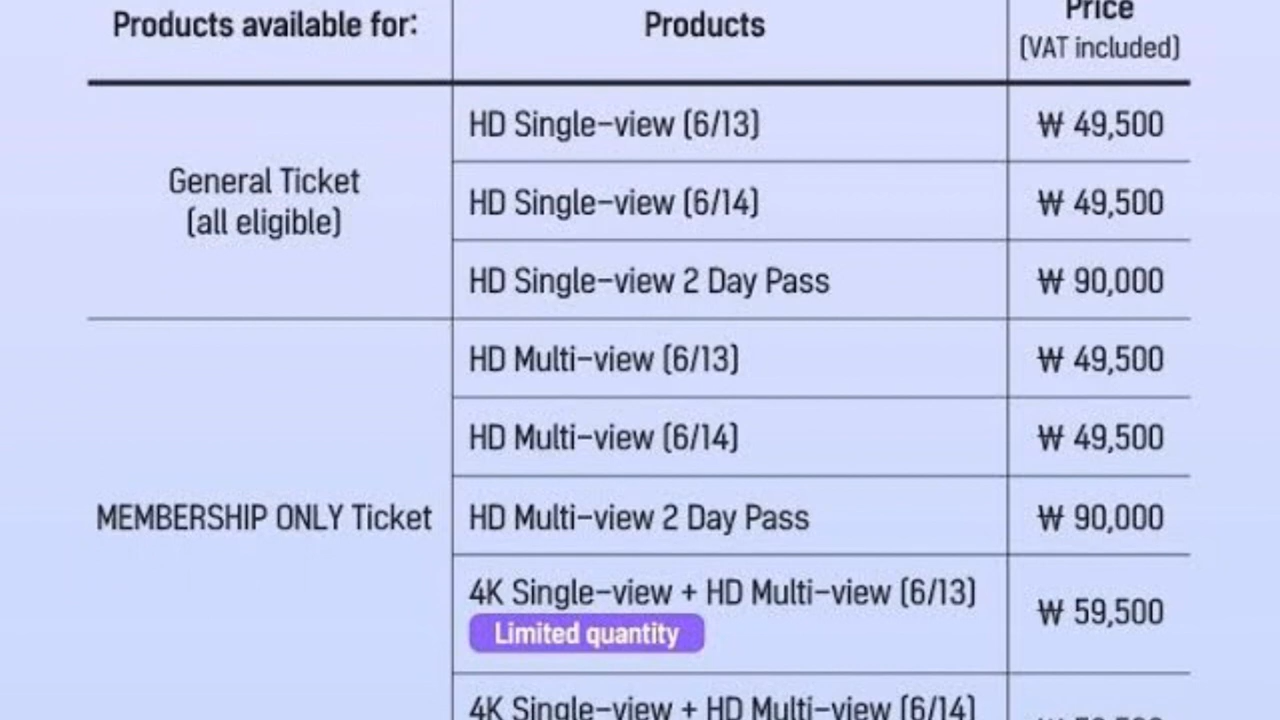 Products available for:
Products
Price
(VAT included)
General Ticket
(all eligible)
HD Single-view (6/13)
₩ 49,500
HD Single-view (6/14)
₩ 49,500
HD Single-view 2 Day Pass
₩ 90,000
MEMBERSHIP ONLY Ticket
HD Multi-view (6/13)
₩ 49,500
HD Multi-view (6/14)
₩ 49,500
HD Multi-view 2 Day Pass
₩ 90,000
4K Single-view + HD Multi-view (6/13)
Limited quantity
₩ 59,500
4K Single-view + HD Multi-view (6/14)